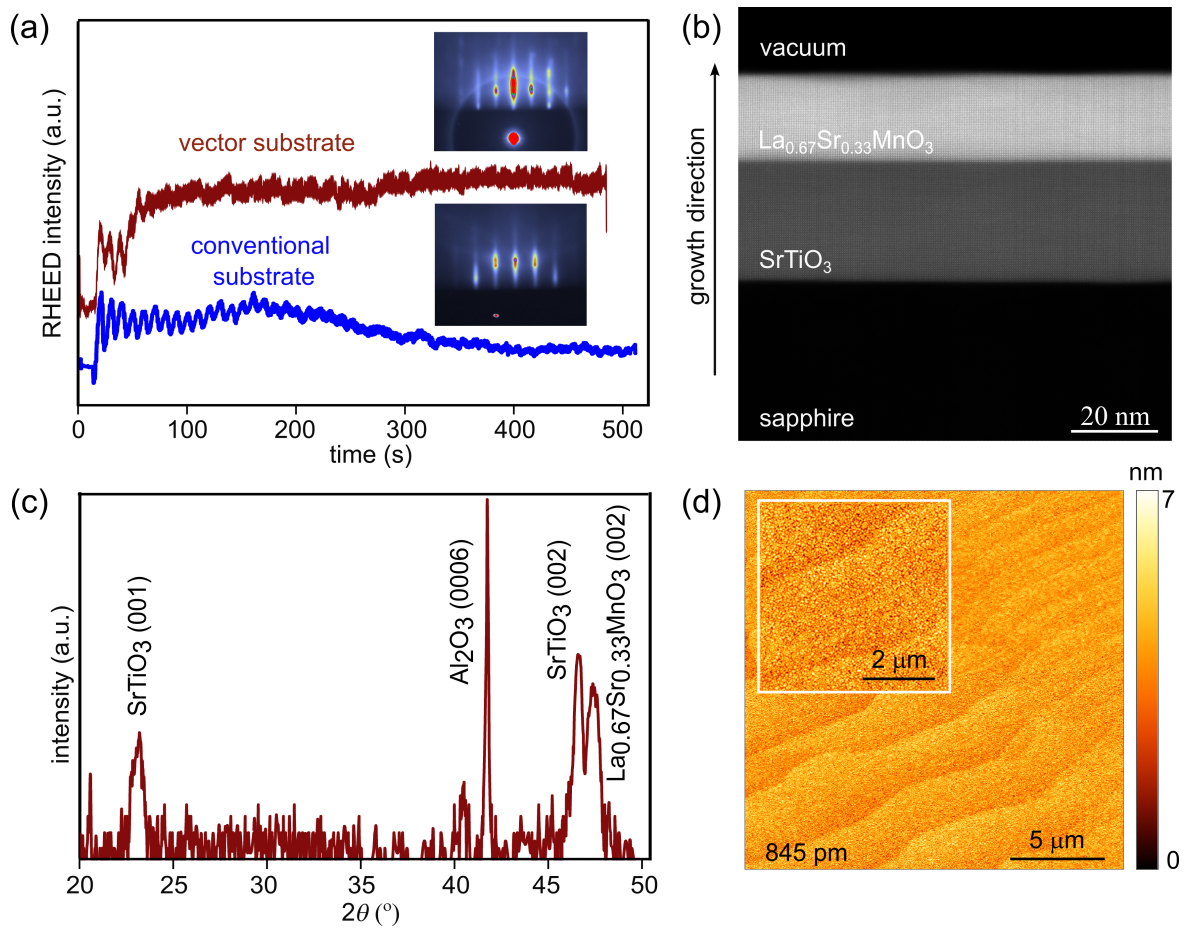 (a)
RHEED intensity (a.u.)
vector substrate
conventional
substrate
0
100
200
300
400
500
time (s)
(b)
growth direction
vacuum
La0.67Sr0.33MnO3
SrTiO3
sapphire
20 nm
(c)
intensity (a.u.)
SrTiO3 (001)
Al2O3 (0006)
SrTiO3 (002)
La0.67Sr0.33MnO3 (002)
20
25
30
35
40
45
50
2θ (º)
(d)
nm
7
0
2 µm
5 µm
845 pm